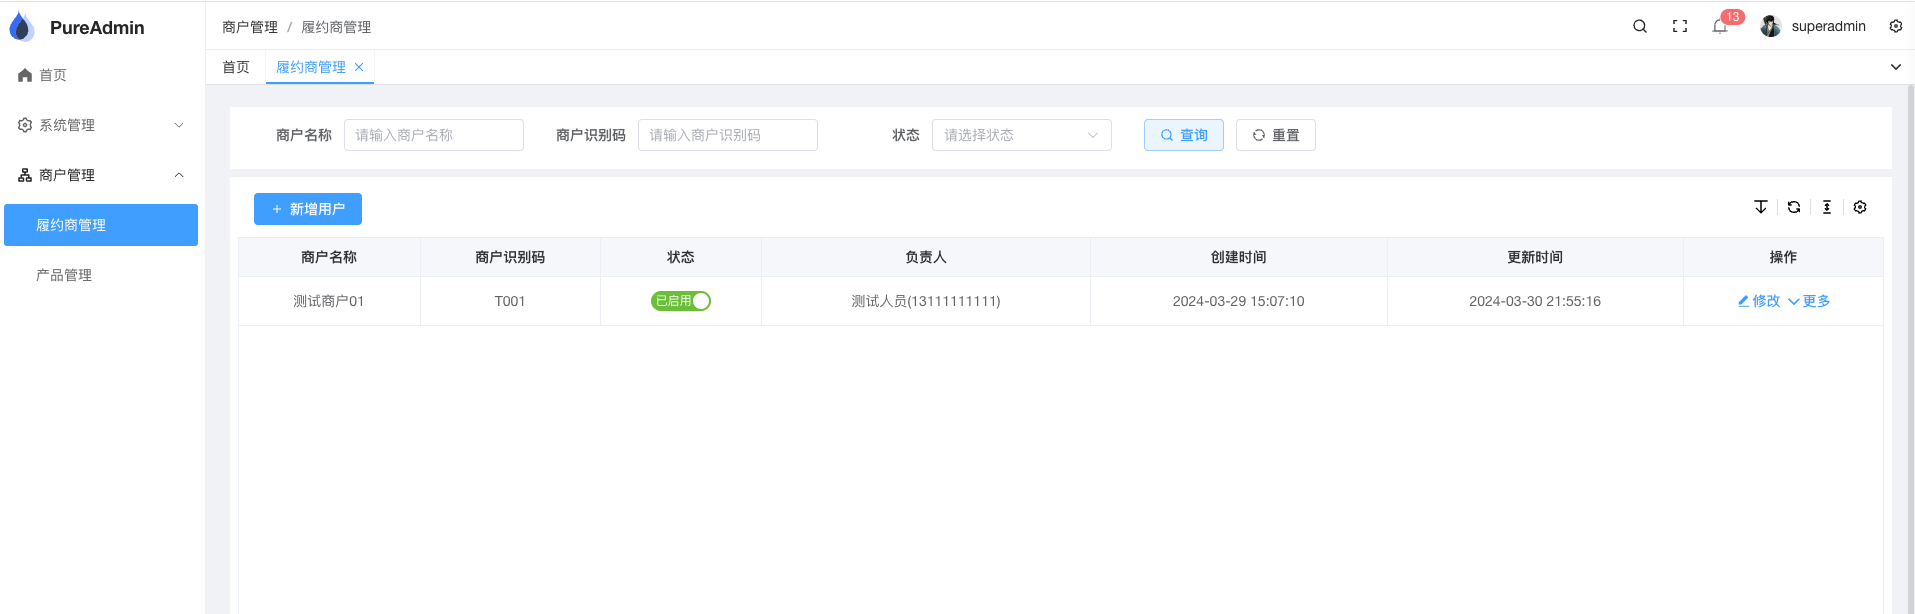 PureAdmin
首页
系统管理
商户管理
履约商管理
产品管理
商户管理 / 履约商管理
13
superadmin
首页 履约商管理
商户名称 请输入商户名称 商户识别码 请输入商户识别码 状态 请选择状态 查询 重置
新增用户
商户名称 商户识别码 状态 负责人 创建时间 更新时间 操作
测试商户01 T001 已启用 测试人员(13111111111) 2024-03-29 15:07:10 2024-03-30 21:55:16 修改 更多